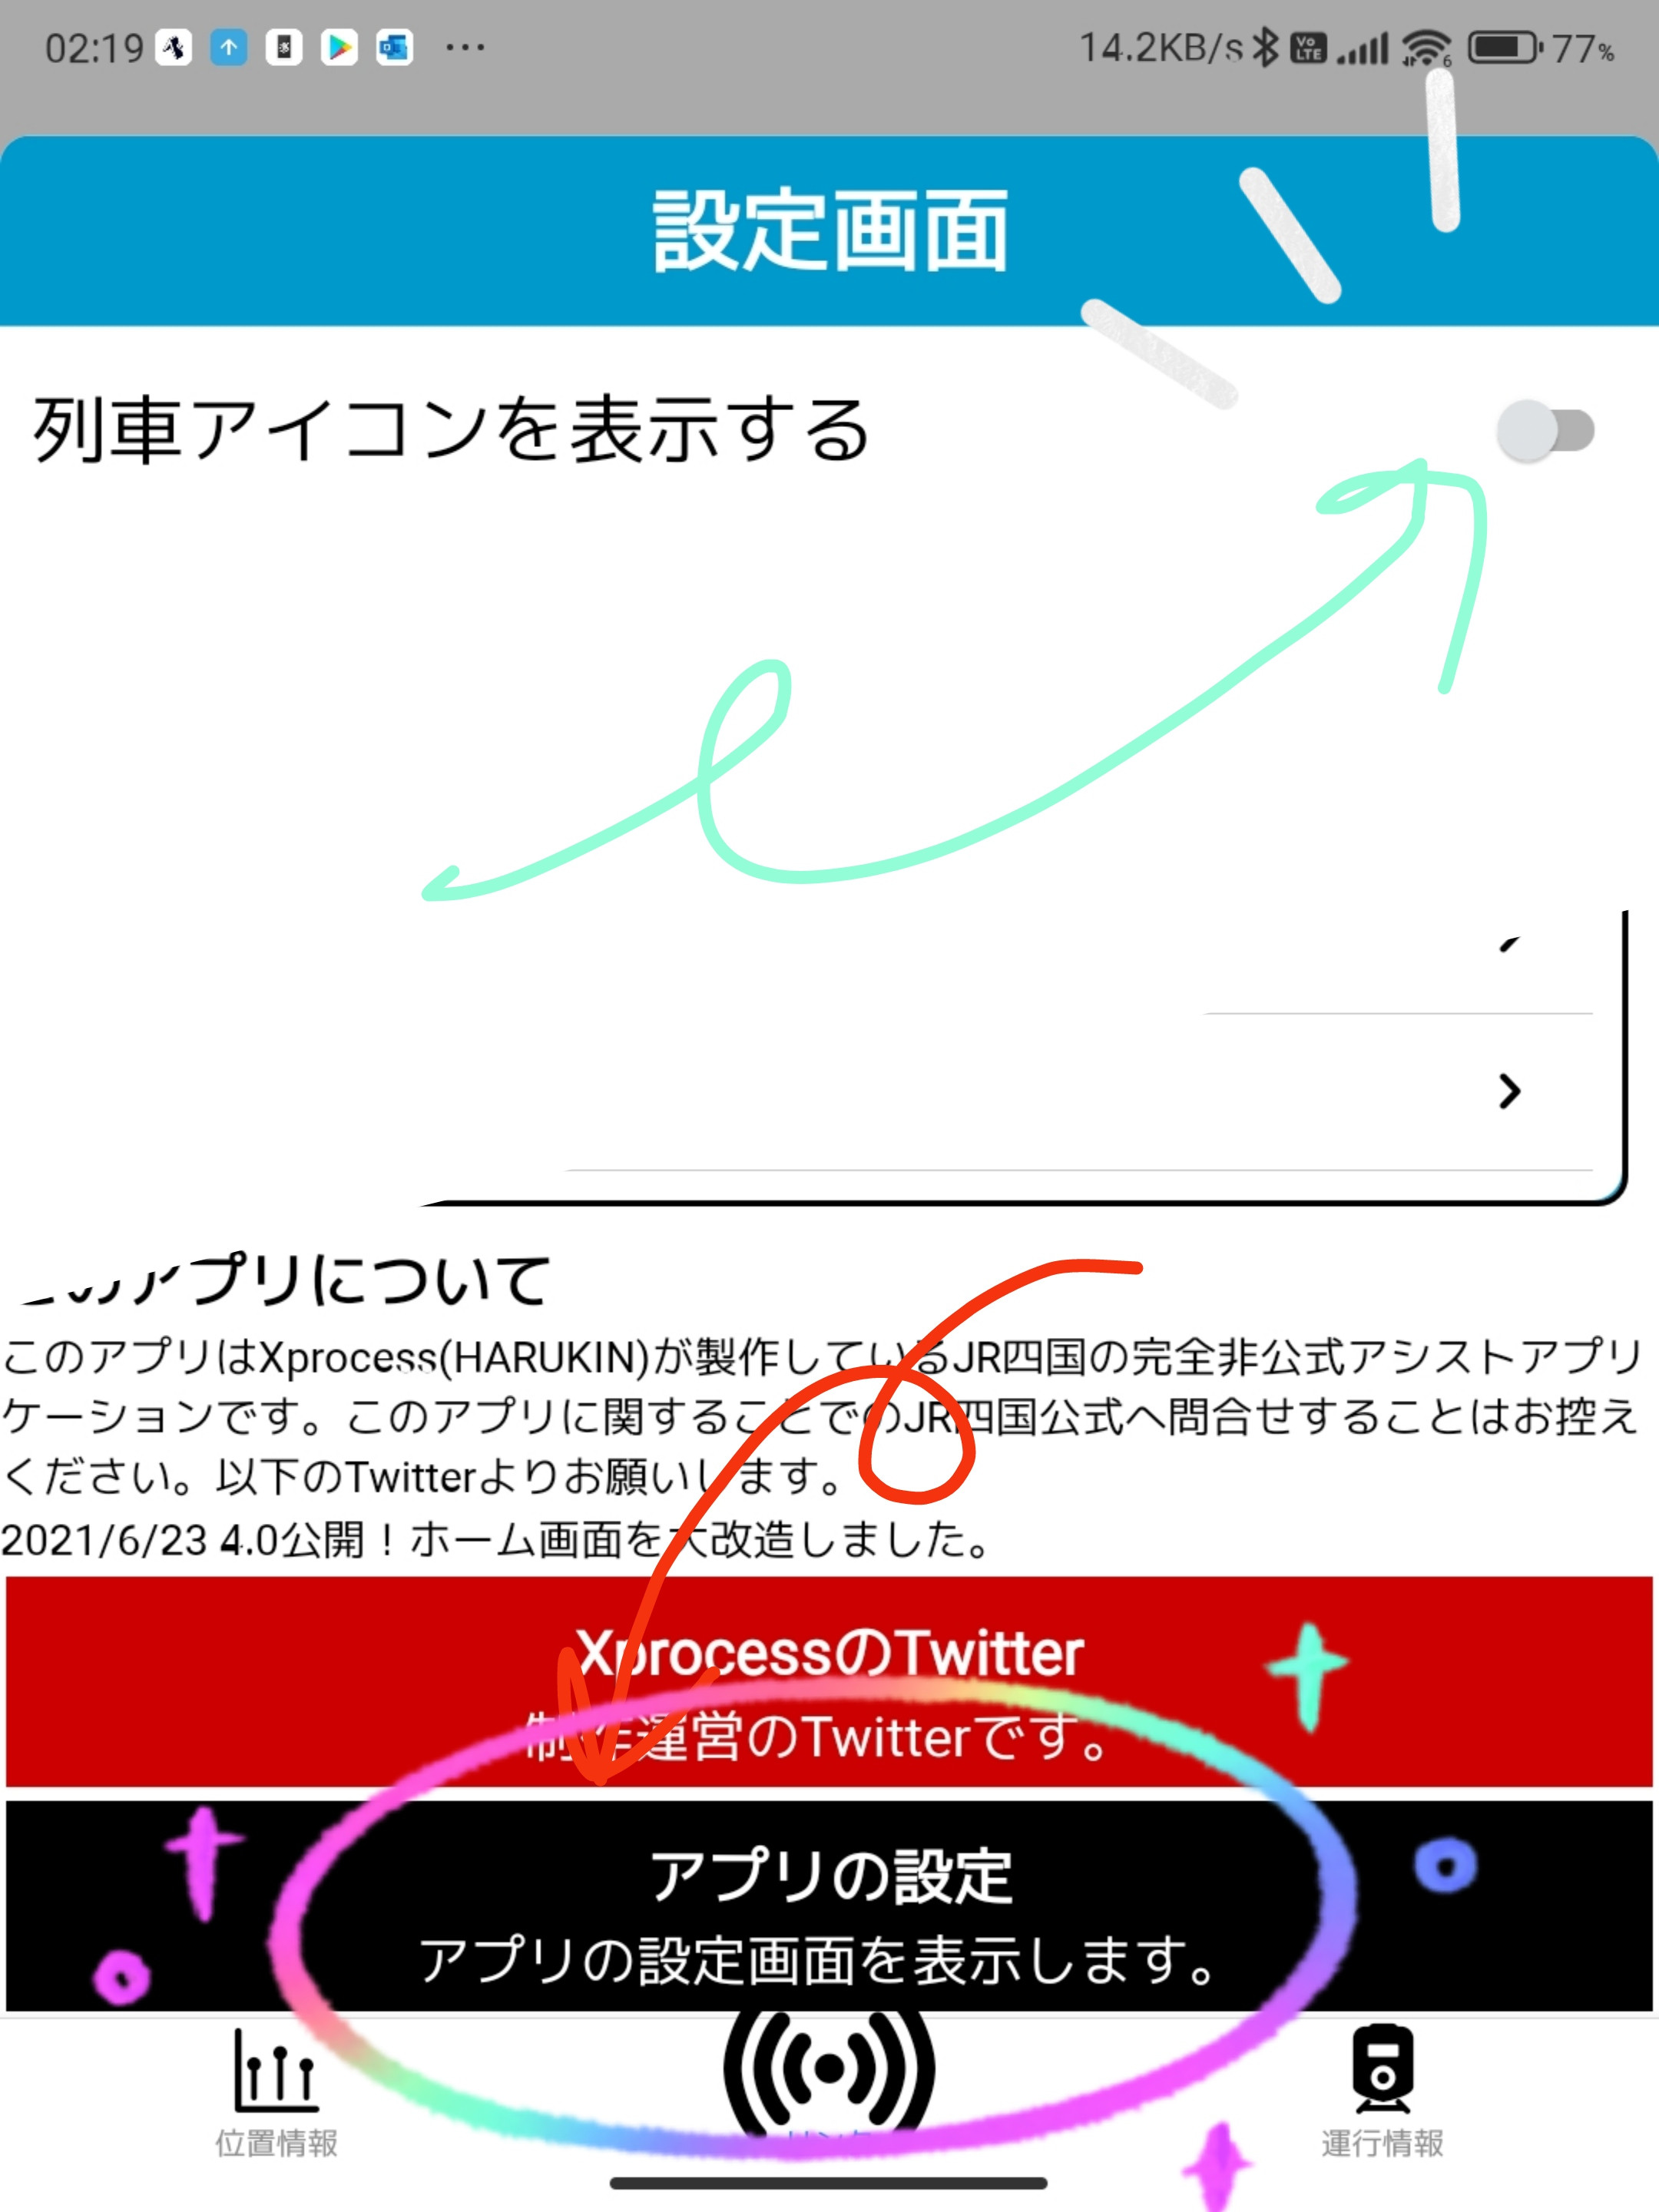 02:19
14.2KB/s Vo LTE 6 77%
設定画面
列車アイコンを表示する
アプリについて
このアプリはXprocess(HARUKIN)が製作しているJR四国の完全非公式アシストアプリ
ケーションです。このアプリに関することでのJR四国公式へ問合せすることはお控え
ください。以下のTwitterよりお願いします。
2021/6/23 4.0公開！ホーム画面を大改造しました。
XprocessのTwitter
制作運営のTwitterです。
アプリの設定
アプリの設定画面を表示します。
位置情報
運行情報